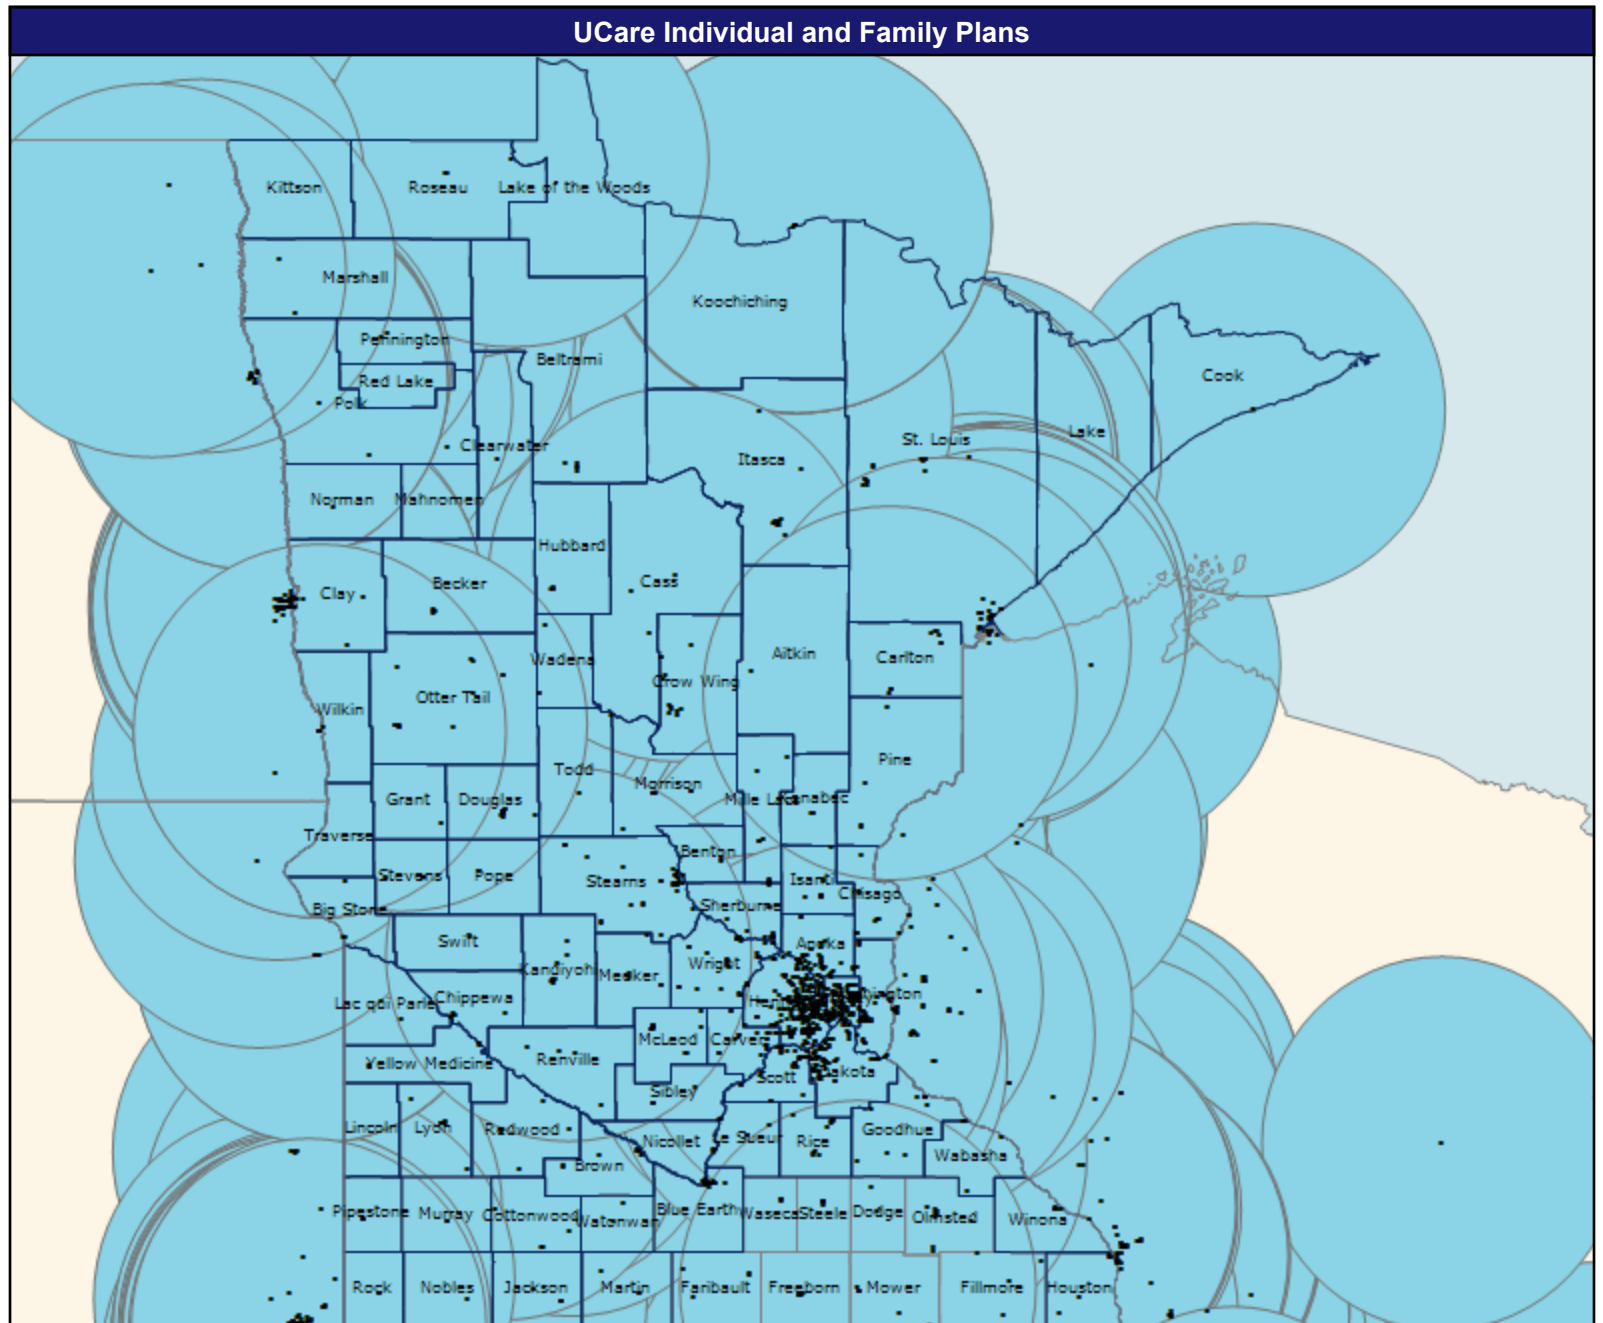 UCare Individual and Family Plans
Kittson
Roseau
Lake of the Woods
Marshall
Koochiching
Pennington
Beltrami
Red Lake
Cook
Polk
Clearwater
St. Louis
Lake
Itasca
Norman
Mahnomen
Hubbard
Clay
Becker
Cass
Wadena
Aitkin
Carlton
Crow Wing
Otter Tail
Wilkin
Pine
Todd
Morrison
Grant
Douglas
Mille Lacs
Kanabec
Traverse
Benton
Stevens
Pope
Stearns
Isanti
Chisago
Big Stone
Sherburne
Swift
Anoka
Kandiyohi
Meeker
Wright
Lac qui Parle
Chippewa
McLeod
Carver
Yellow Medicine
Renville
Scott
Dakota
Sibley
Lincoln
Lyon
Redwood
Nicollet
Le Sueur
Rice
Goodhue
Brown
Wabasha
Pipestone
Murray
Cottonwood
Watonwan
Blue Earth
Waseca
Steele
Dodge
Olmsted
Winona
Rock
Nobles
Jackson
Martin
Faribault
Freeborn
Mower
Fillmore
Houston